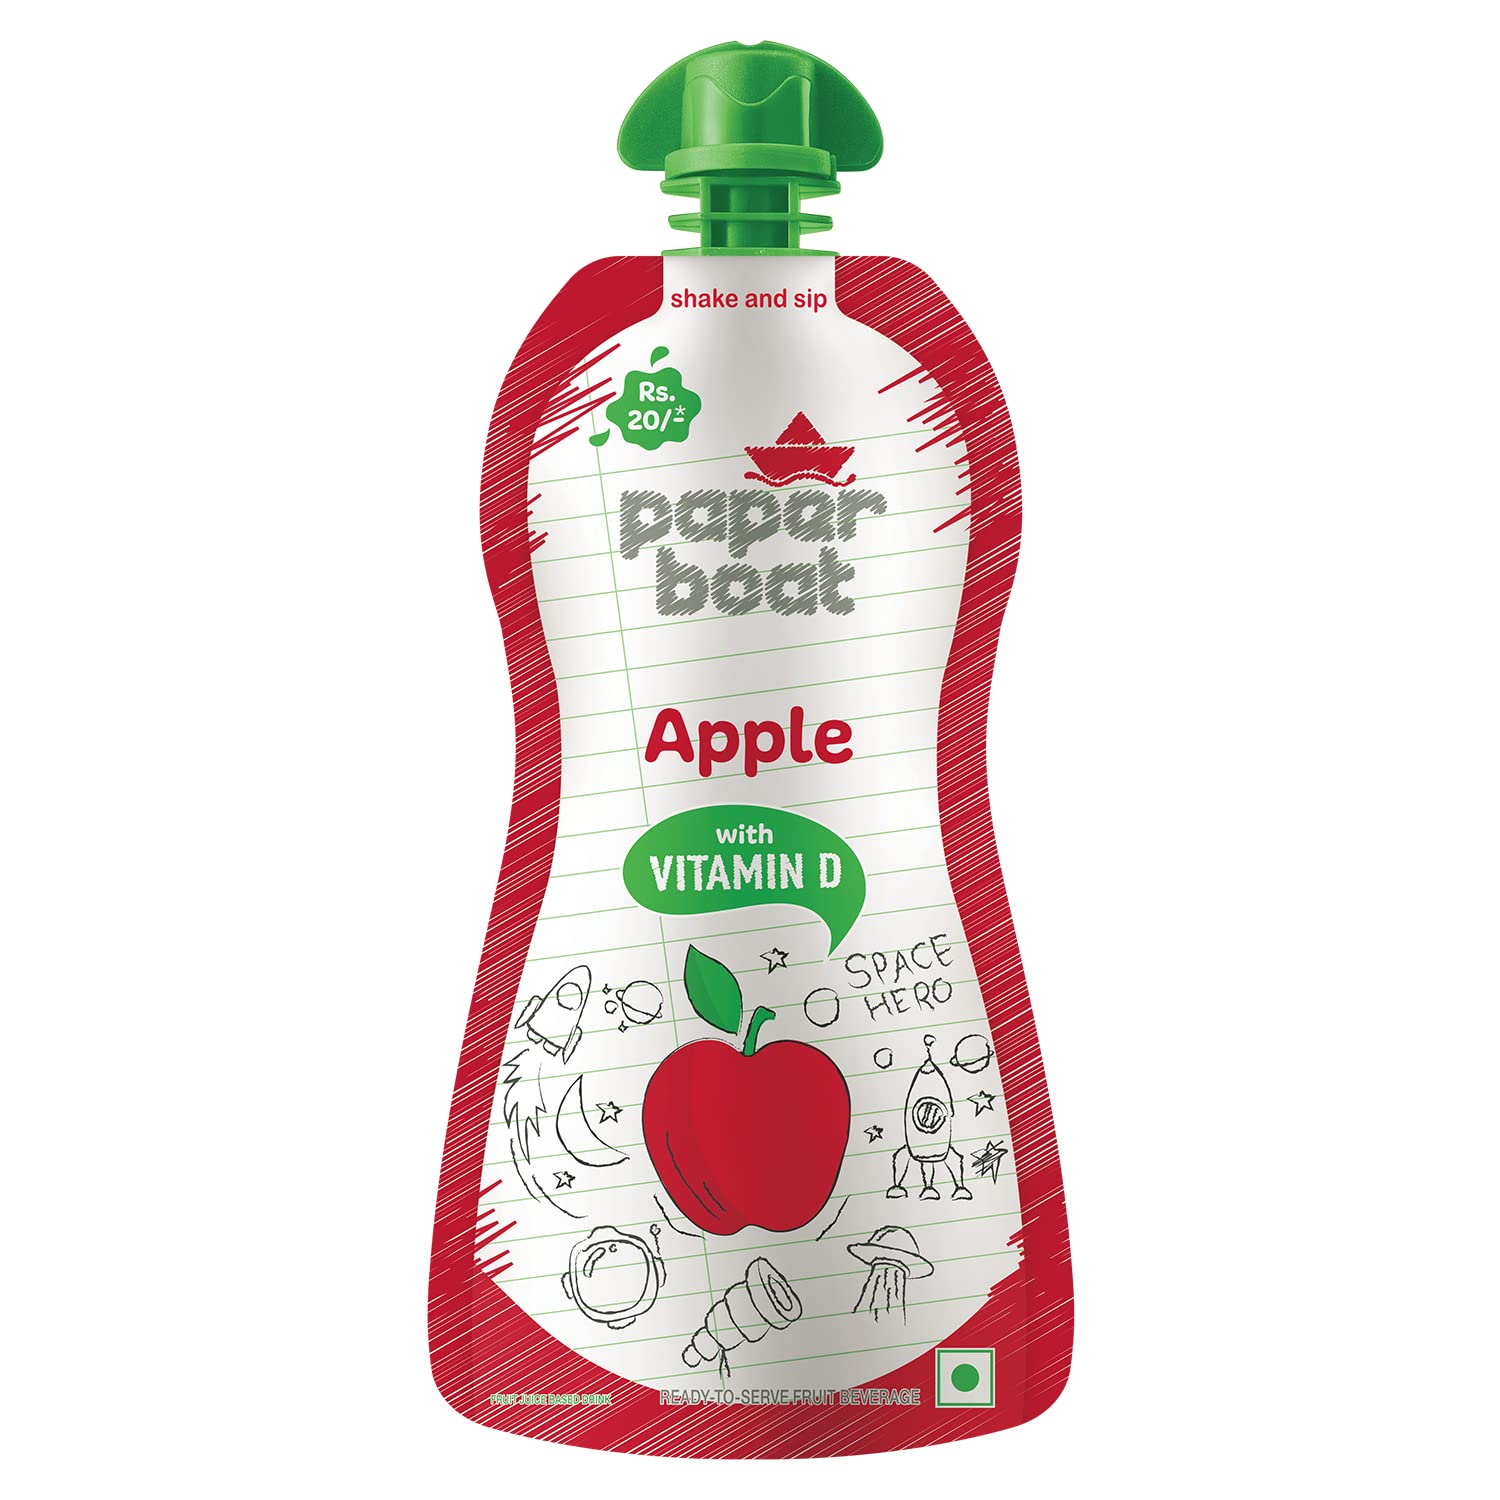 shake and sip
Rs.
20/-*
papar
boat
Apple
with
VITAMIN D
SPACE
HERO
FRUIT JUICE BASED DRINK
READY-TO-SERVE FRUIT BEVERAGE